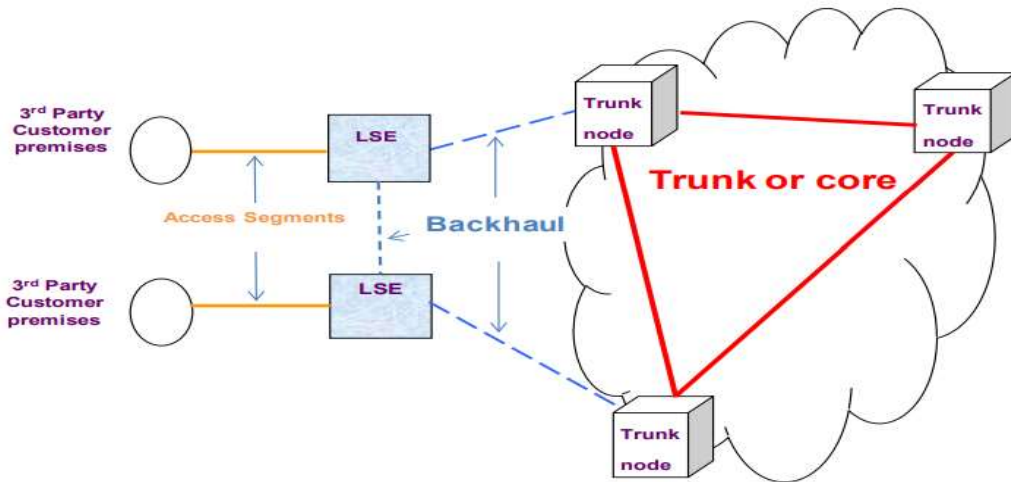 3rd Party
Customer
premises
LSE
Trunk
node
Trunk
node
Trunk or core
Access Segments
Backhaul
3rd Party
Customer
premises
LSE
Trunk
node